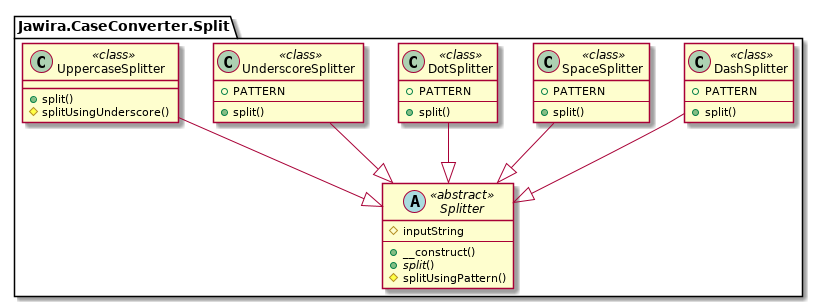 Jawira.CaseConverter.Split
C
«class»
UppercaseSplitter
split()
splitUsingUnderscore()
C
«class»
UnderscoreSplitter
PATTERN
split()
C
«class»
DotSplitter
PATTERN
split()
C
«class»
SpaceSplitter
PATTERN
split()
C
«class»
DashSplitter
PATTERN
split()
A
«abstract»
Splitter
inputString
__construct()
split()
splitUsingPattern()